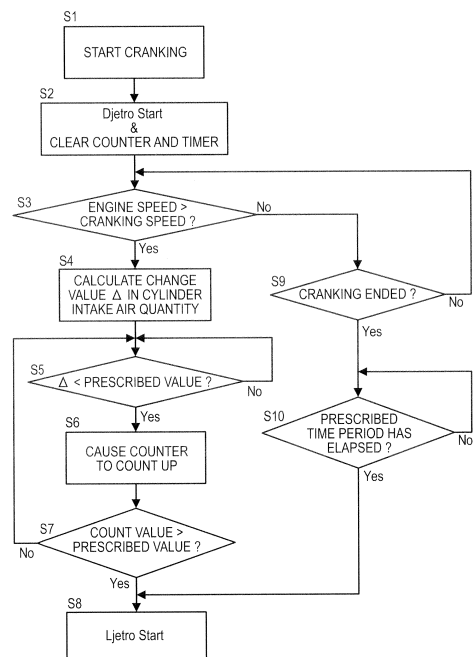 S1
START CRANKING
S2
Djetro Start
&
CLEAR COUNTER AND TIMER
S3
ENGINE SPEED >
CRANKING SPEED ?
No
Yes
S4
CALCULATE CHANGE
VALUE Δ IN CYLINDER
INTAKE AIR QUANTITY
S9
CRANKING ENDED ?
No
Yes
S5
Δ < PRESCRIBED VALUE ?
No
Yes
S6
CAUSE COUNTER
TO COUNT UP
S10
PRESCRIBED
TIME PERIOD HAS
ELAPSED ?
No
Yes
S7
COUNT VALUE >
PRESCRIBED VALUE ?
No
Yes
S8
Ljetro Start